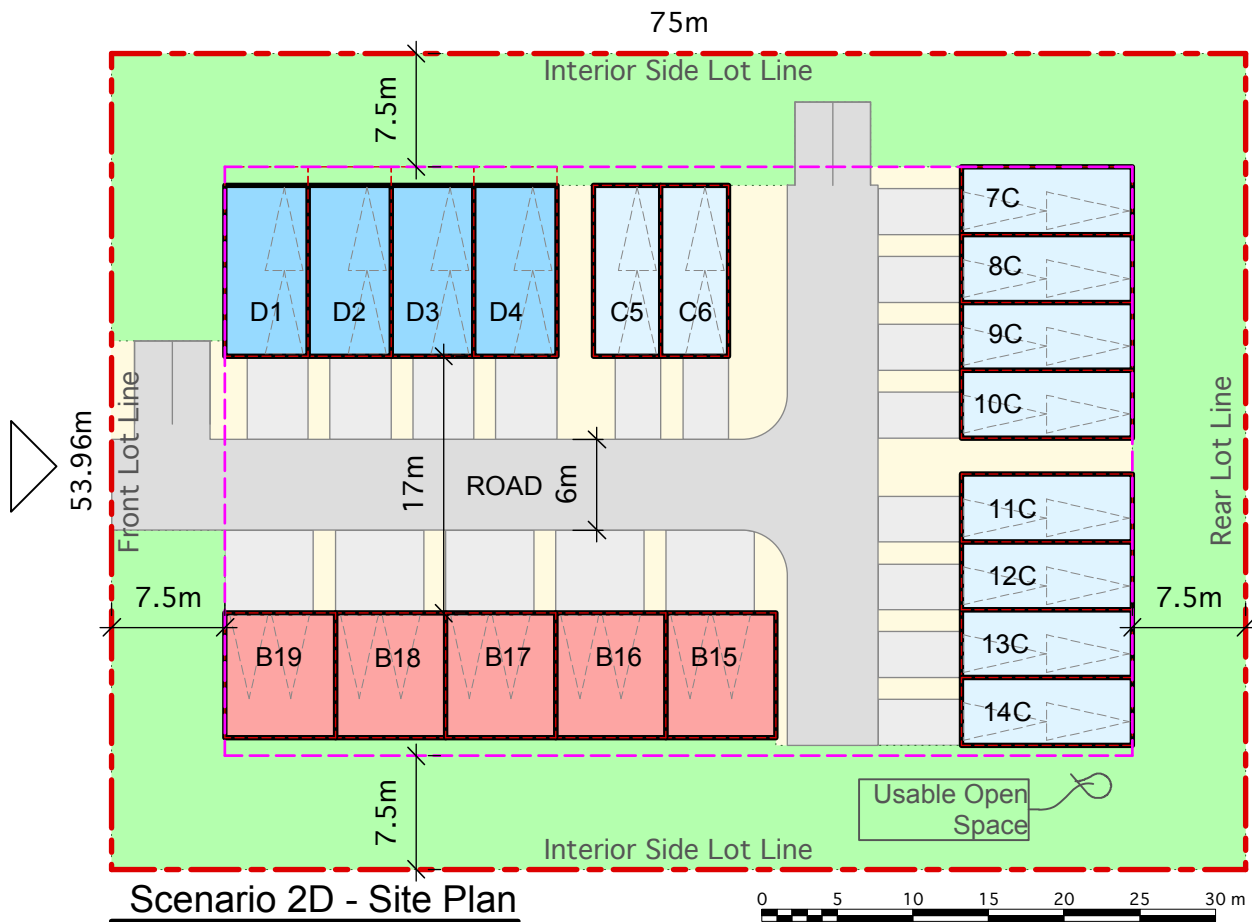 75m
Interior Side Lot Line
7.5m
7C
8C
9C
10C
D1
D2
D3
D4
C5
C6
53.96m
Front Lot Line
17m
ROAD
6m
Rear Lot Line
11C
12C
13C
14C
7.5m
7.5m
B19
B18
B17
B16
B15
7.5m
Usable Open
Space
Interior Side Lot Line
Scenario 2D - Site Plan
0 5 10 15 20 25 30 m